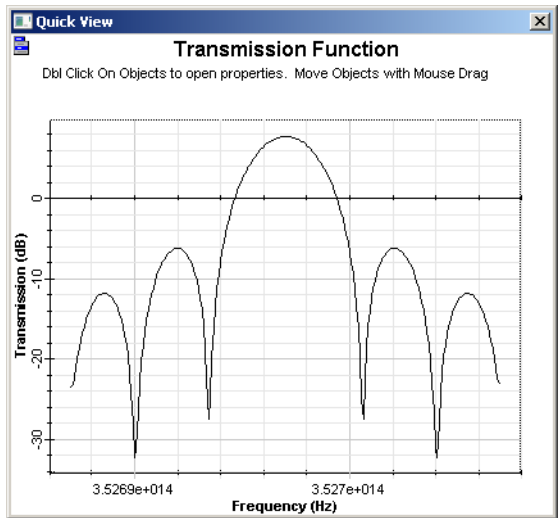 Quick View
Transmission Function
Dbl Click On Objects to open properties. Move Objects with Mouse Drag
Transmission (dB)
0
-10
-20
-30
3.5269e+014
3.527e+014
Frequency (Hz)